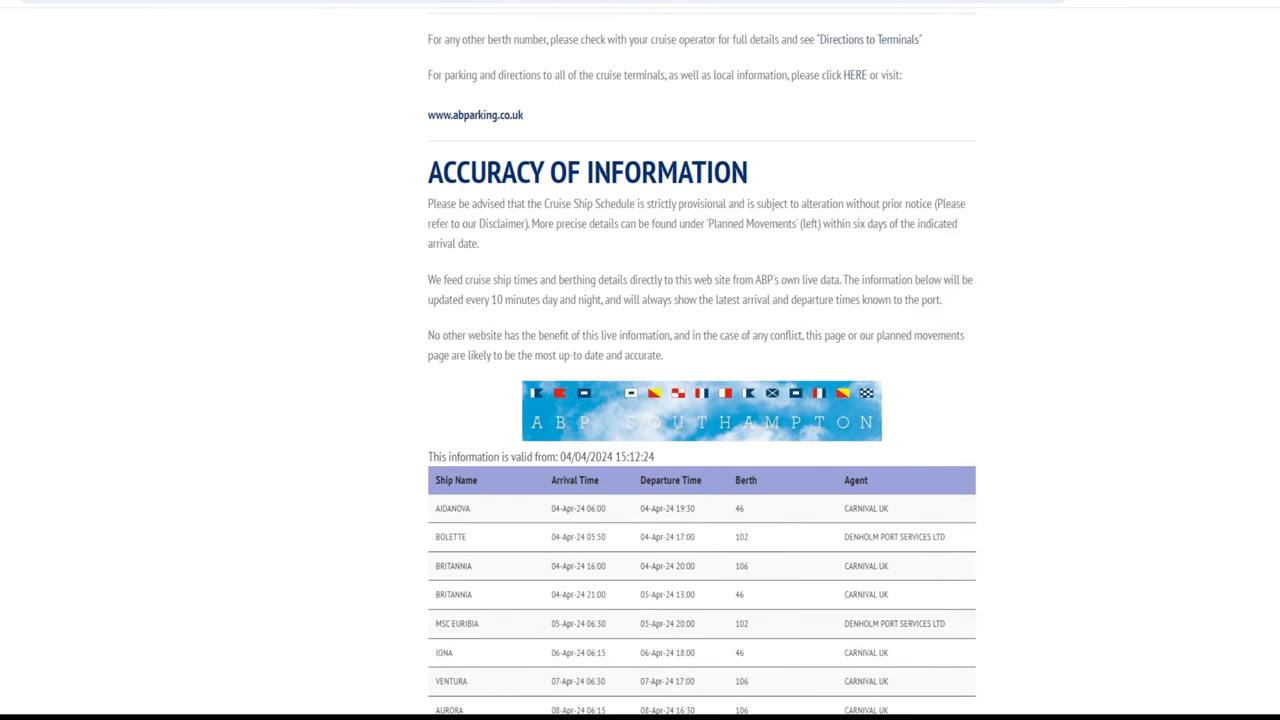 For any other berth number, please check with your cruise operator for full details and see "Directions to Terminals"
For parking and directions to all of the cruise terminals, as well as local information, please click HERE or visit:
www.abparking.co.uk
ACCURACY OF INFORMATION
Please be advised that the Cruise Ship Schedule is strictly provisional and is subject to alteration without prior notice (Please
refer to our Disclaimer). More precise details can be found under 'Planned Movements' (left) within six days of the indicated
arrival date.
We feed cruise ship times and berthing details directly to this web site from ABP's own live data. The information below will be
updated every 10 minutes day and night, and will always show the latest arrival and departure times known to the port.
No other website has the benefit of this live information, and in the case of any conflict, this page or our planned movements
page are likely to be the most up-to date and accurate.
ABP SOUTHAMPTON
This information is valid from: 04/04/2024 15:12:24
Ship Name Arrival Time Departure Time Berth Agent
AIDANOVA 04-Apr-24 06:00 04-Apr-24 19:30 46 CARNIVAL UK
BOLETTE 04-Apr-24 05:50 04-Apr-24 17:00 102 DENHOLM PORT SERVICES LTD
BRITANNIA 04-Apr-24 16:00 04-Apr-24 20:00 106 CARNIVAL UK
BRITANNIA 04-Apr-24 21:00 05-Apr-24 13:00 46 CARNIVAL UK
MSC EURIBIA 05-Apr-24 06:30 05-Apr-24 20:00 102 DENHOLM PORT SERVICES LTD
IONA 06-Apr-24 06:15 06-Apr-24 18:00 46 CARNIVAL UK
VENTURA 07-Apr-24 06:30 07-Apr-24 17:00 106 CARNIVAL UK
AURORA 08-Apr-24 06:15 08-Apr-24 16:30 106 CARNIVAL UK